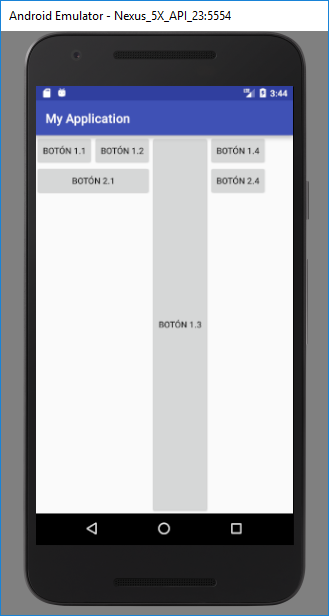 Android Emulator - Nexus_5X_API_23:5554
3:44
My Application
BOTÓN 1.1 BOTÓN 1.2 BOTÓN 1.4
BOTÓN 2.1 BOTÓN 2.4
BOTÓN 1.3